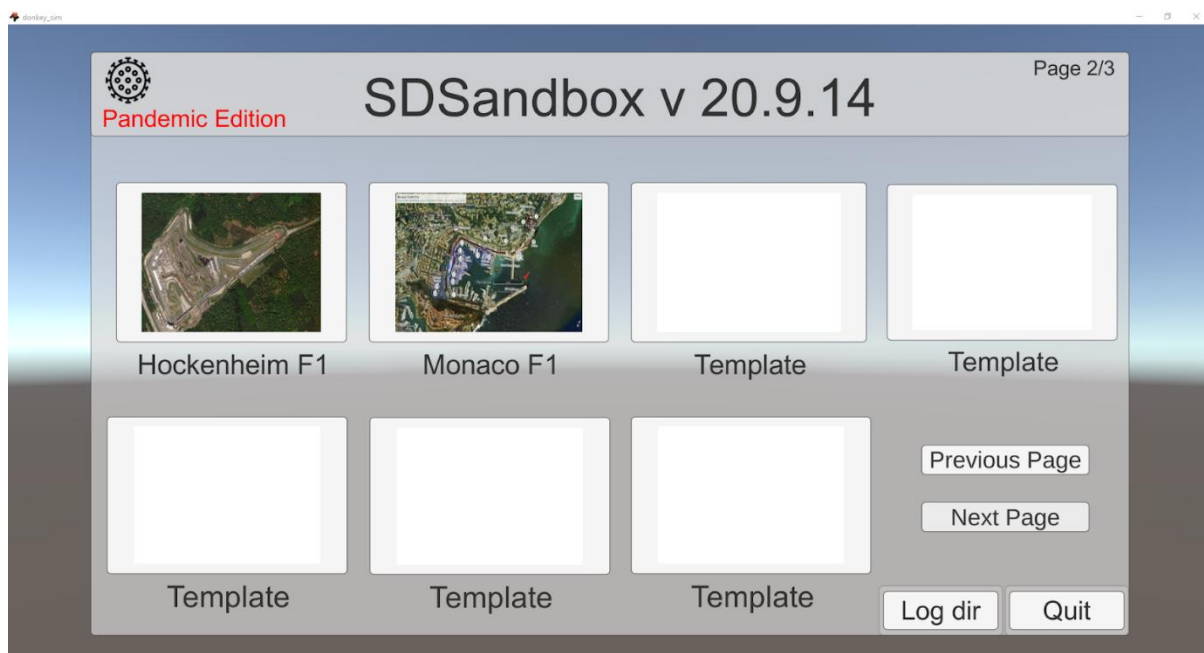 donkey_sim
Pandemic Edition
SDSandbox v 20.9.14
Page 2/3
Hockenheim F1
Monaco F1
Template
Template
Previous Page
Next Page
Template
Template
Template
Log dir
Quit